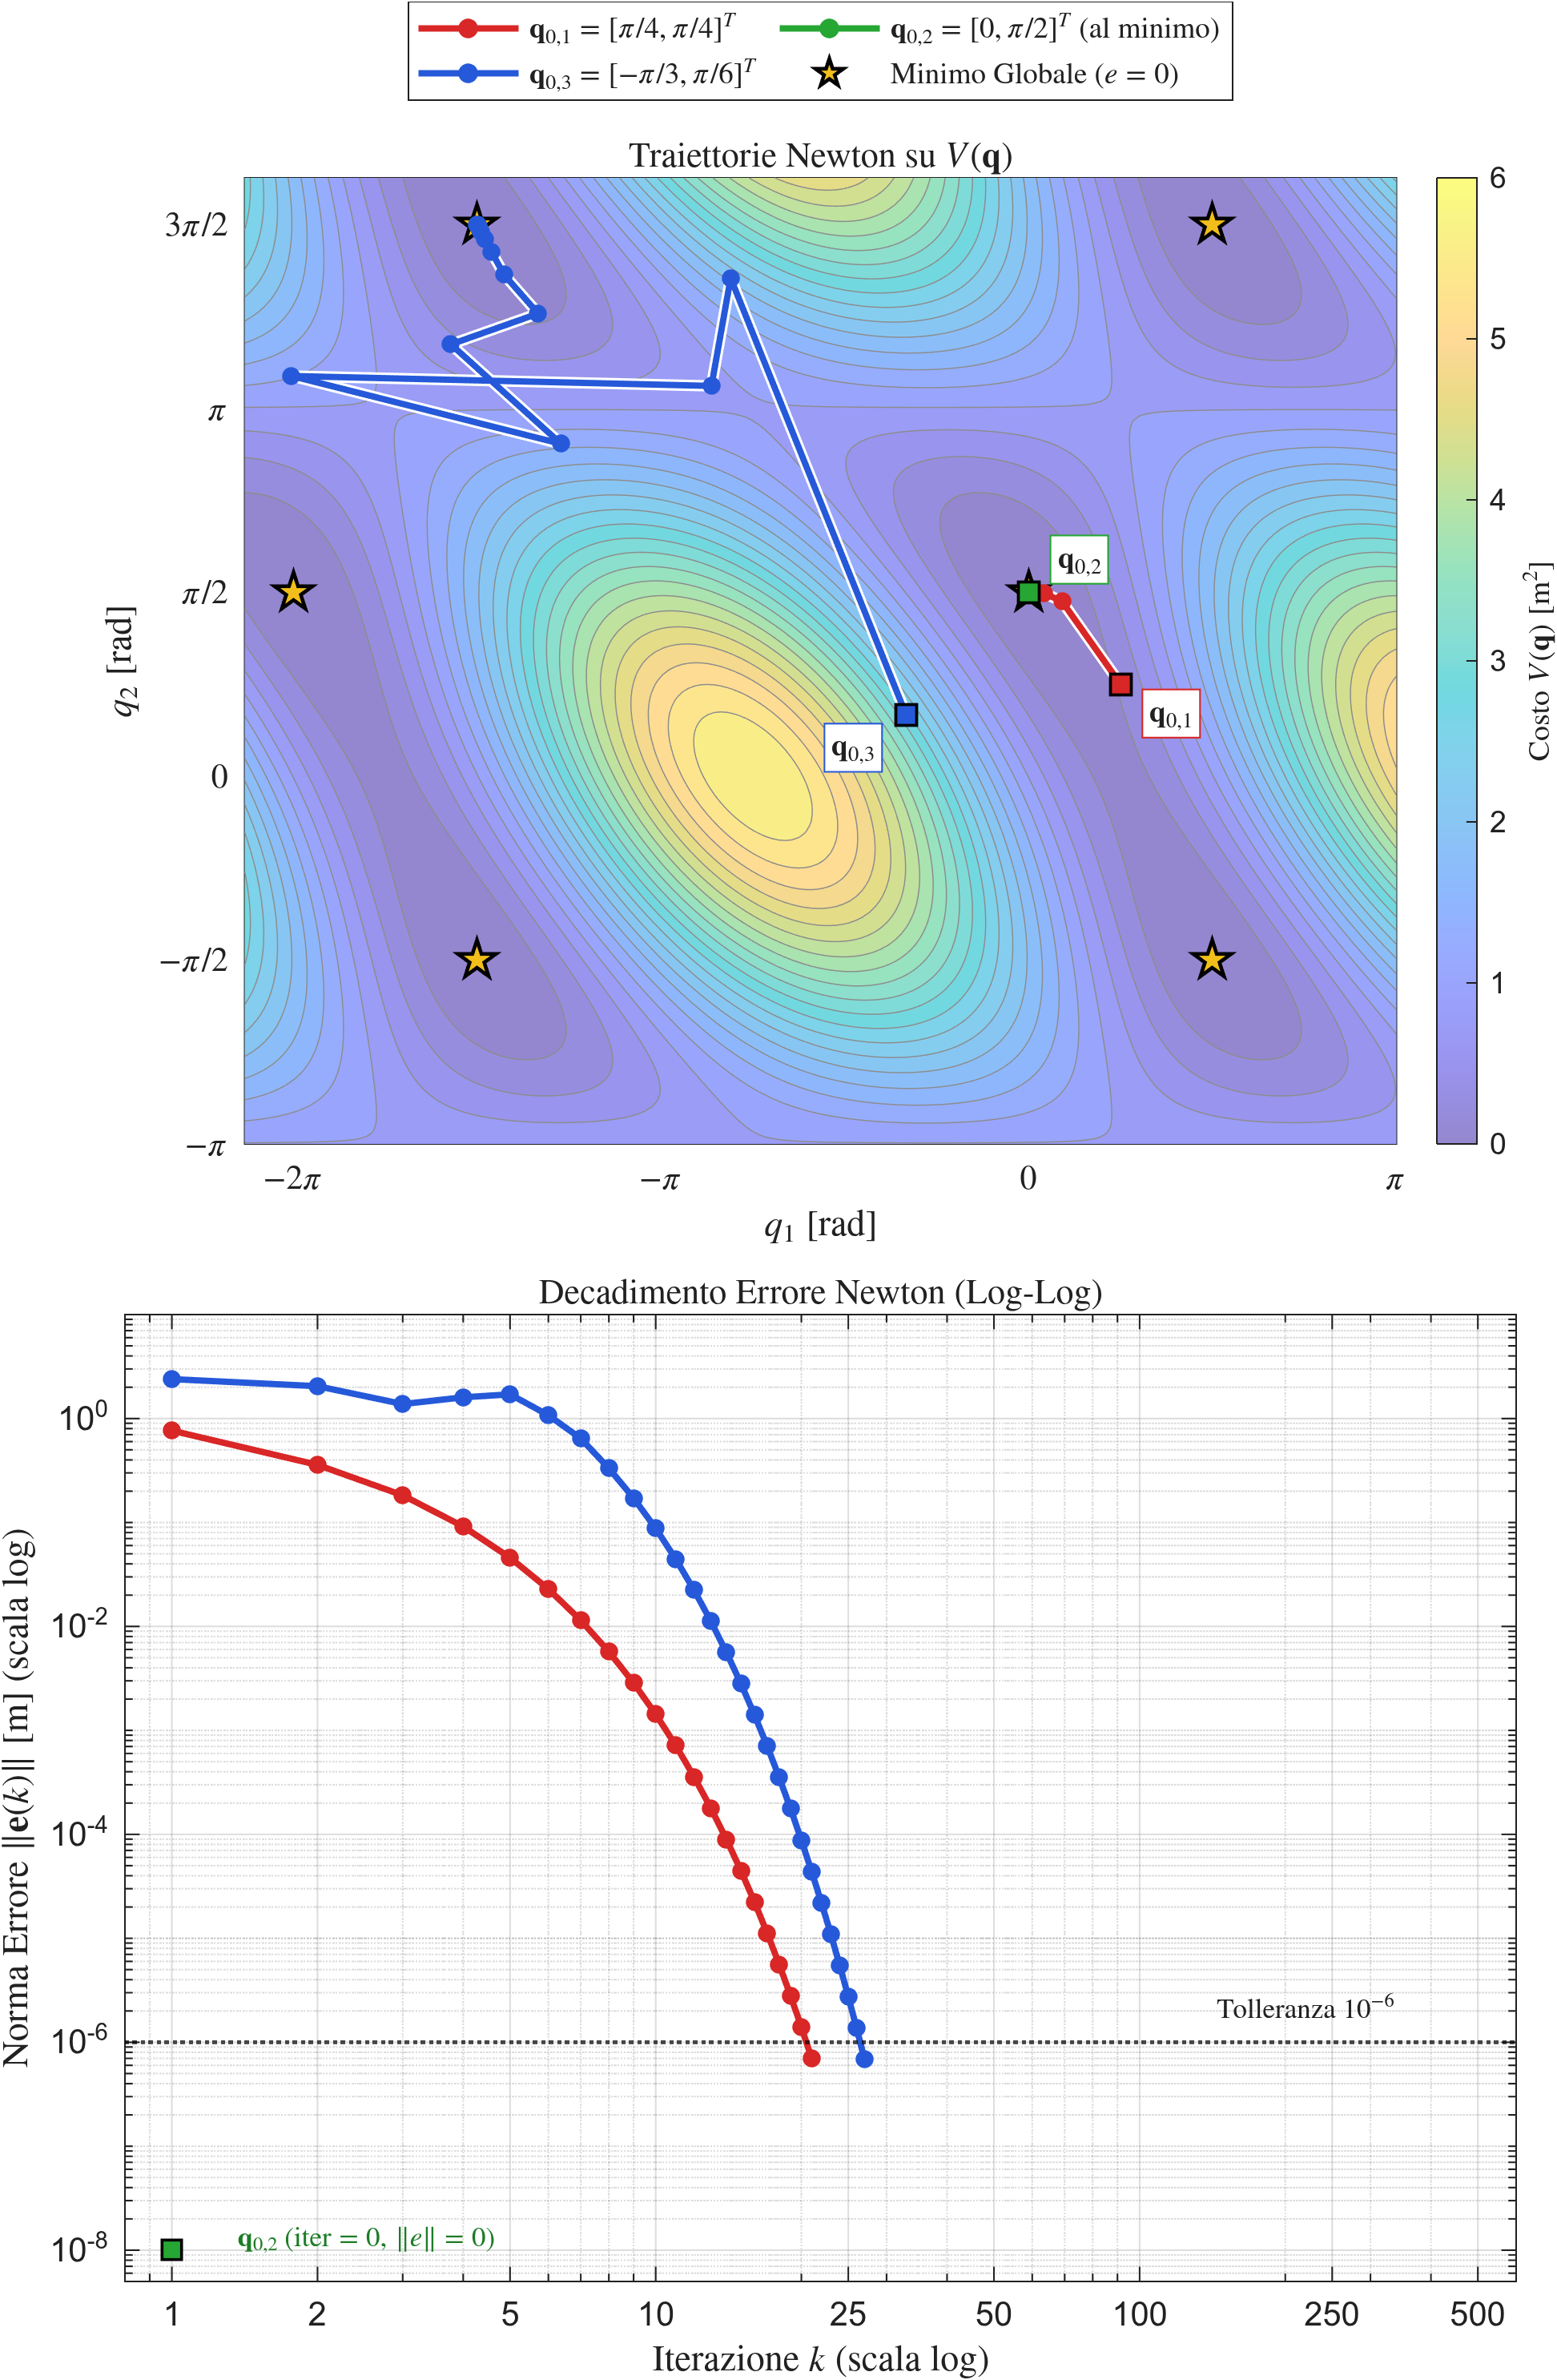 𝐪₀,₁ = [π/4, π/4]ᵀ
𝐪₀,₂ = [0, π/2]ᵀ (al minimo)
𝐪₀,₃ = [−π/3, π/6]ᵀ
Minimo Globale (e = 0)
Traiettorie Newton su V(𝐪)
3π/2
π
π/2
0
−π/2
−π
q₂ [rad]
𝐪₀,₂
𝐪₀,₁
𝐪₀,₃
−2π
−π
0
π
q₁ [rad]
6
5
4
3
2
1
0
Costo V(𝐪) [m²]
Decadimento Errore Newton (Log-Log)
10⁰
10⁻²
10⁻⁴
10⁻⁶
10⁻⁸
Norma Errore ||𝐞(k)|| [m] (scala log)
Tolleranza 10⁻⁶
𝐪₀,₂ (iter = 0, ||e|| = 0)
1
2
5
10
25
50
100
250
500
Iterazione k (scala log)